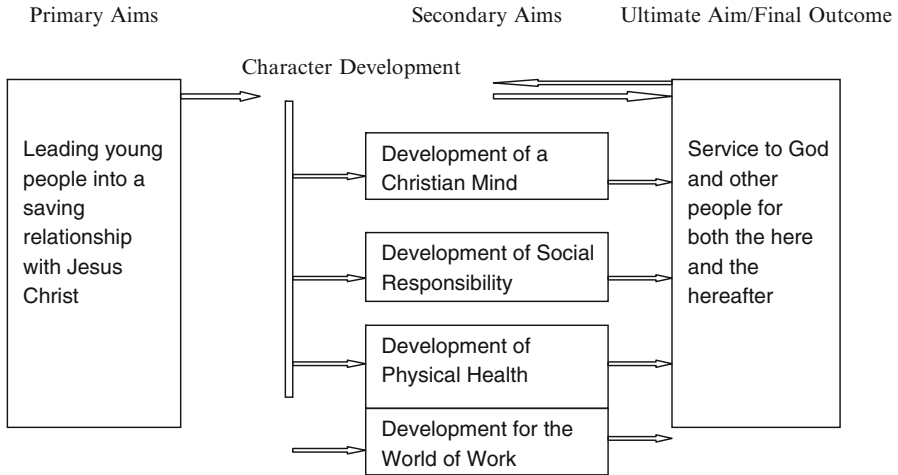 Primary Aims
Secondary Aims
Ultimate Aim/Final Outcome
Character Development
Leading young
people into a
saving
relationship
with Jesus
Christ
Development of a
Christian Mind
Development of Social
Responsibility
Development of
Physical Health
Development for the
World of Work
Service to God
and other
people for
both the here
and the
hereafter